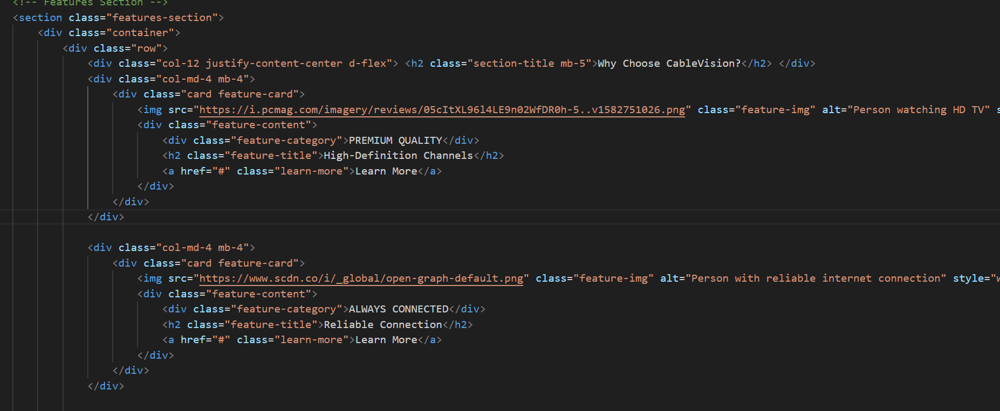 <!-- Features Section -->
<section class="features-section">
<div class="container">
<div class="row">
<div class="col-12 justify-content-center d-flex"> <h2 class="section-title mb-5">Why Choose CableVision?</h2> </div>
<div class="col-md-4 mb-4">
<div class="card feature-card">
<img src="https://i.pcmag.com/imagery/reviews/05cItXL96l4LE9n02WfDR0h-5..v1582751026.png" class="feature-img" alt="Person watching HD TV" s
<div class="feature-content">
<div class="feature-category">PREMIUM QUALITY</div>
<h2 class="feature-title">High-Definition Channels</h2>
<a href="#" class="learn-more">Learn More</a>
</div>
</div>
</div>
<div class="col-md-4 mb-4">
<div class="card feature-card">
<img src="https://www.scdn.co/i/_global/open-graph-default.png" class="feature-img" alt="Person with reliable internet connection" style="w
<div class="feature-content">
<div class="feature-category">ALWAYS CONNECTED</div>
<h2 class="feature-title">Reliable Connection</h2>
<a href="#" class="learn-more">Learn More</a>
</div>
</div>
</div>